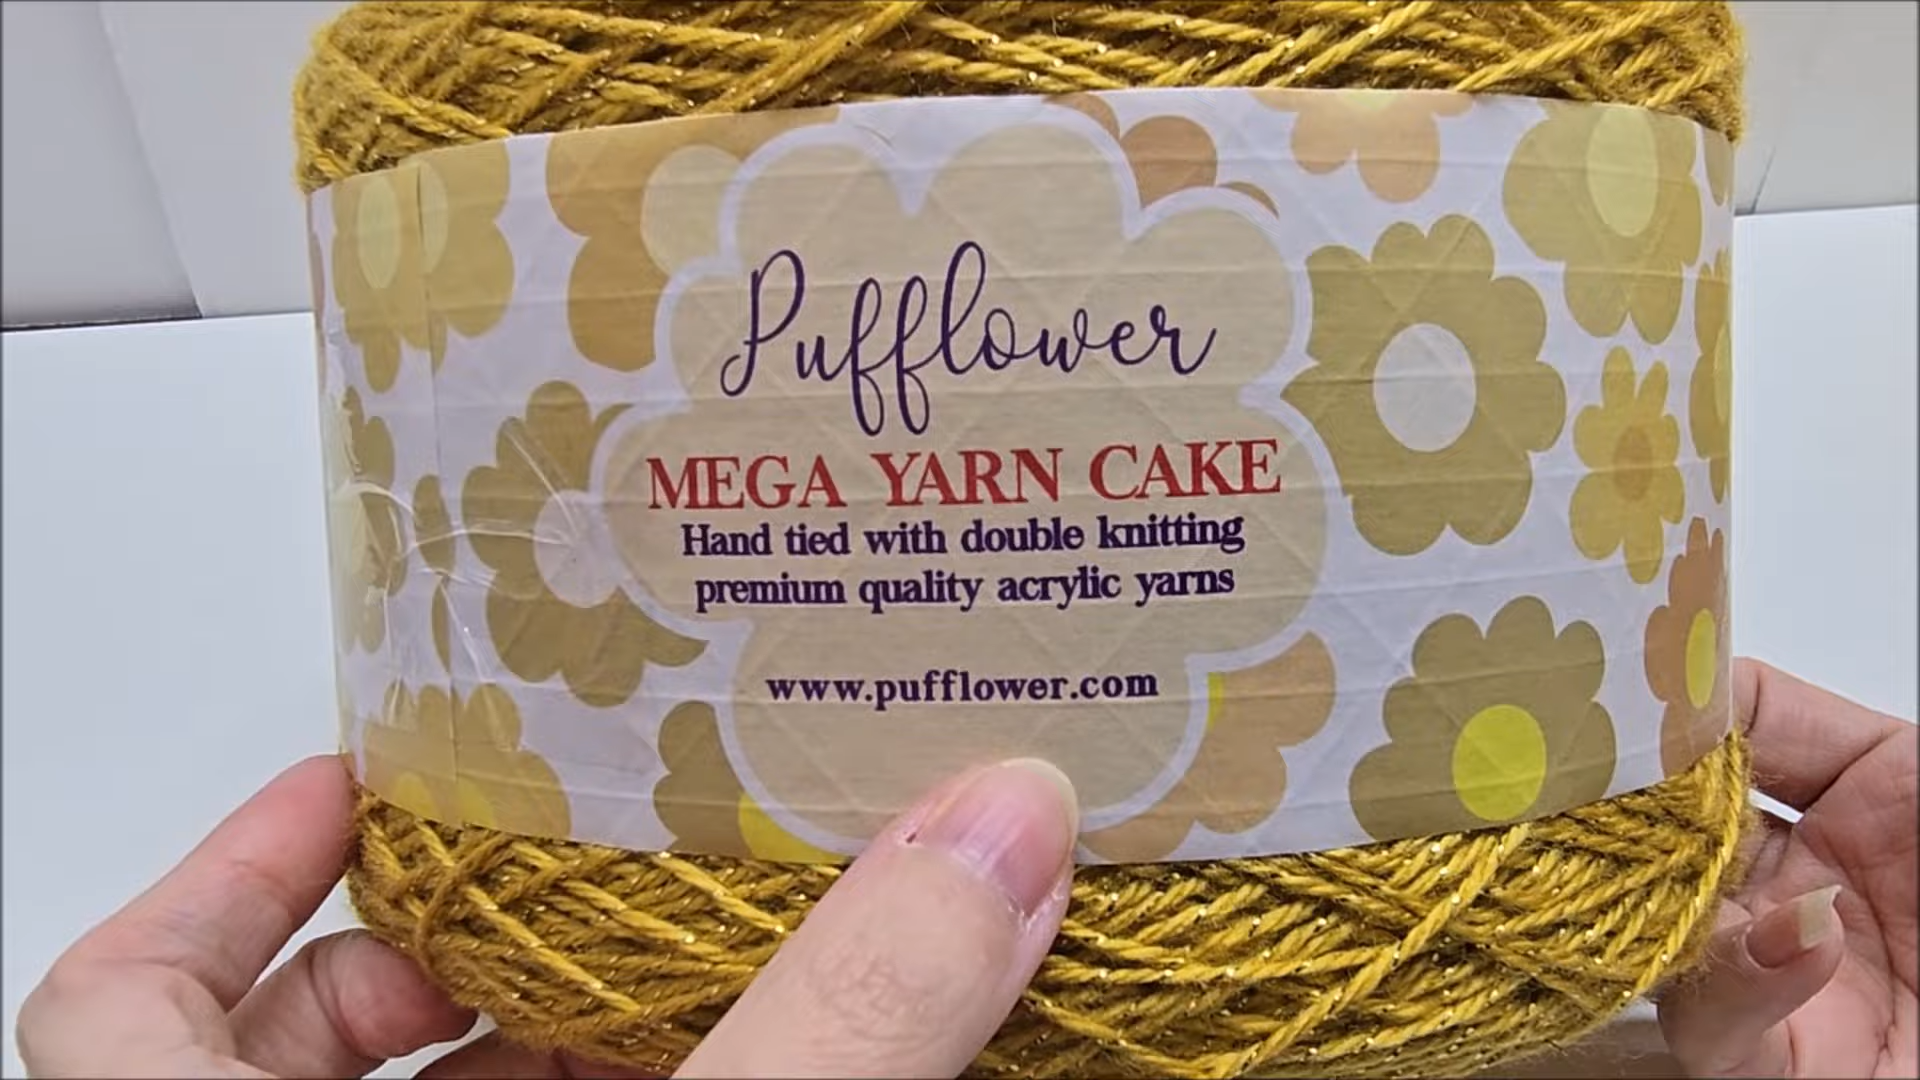 Pufflower
MEGA YARN CAKE
Hand tied with double knitting
premium quality acrylic yarns
www.pufflower.com